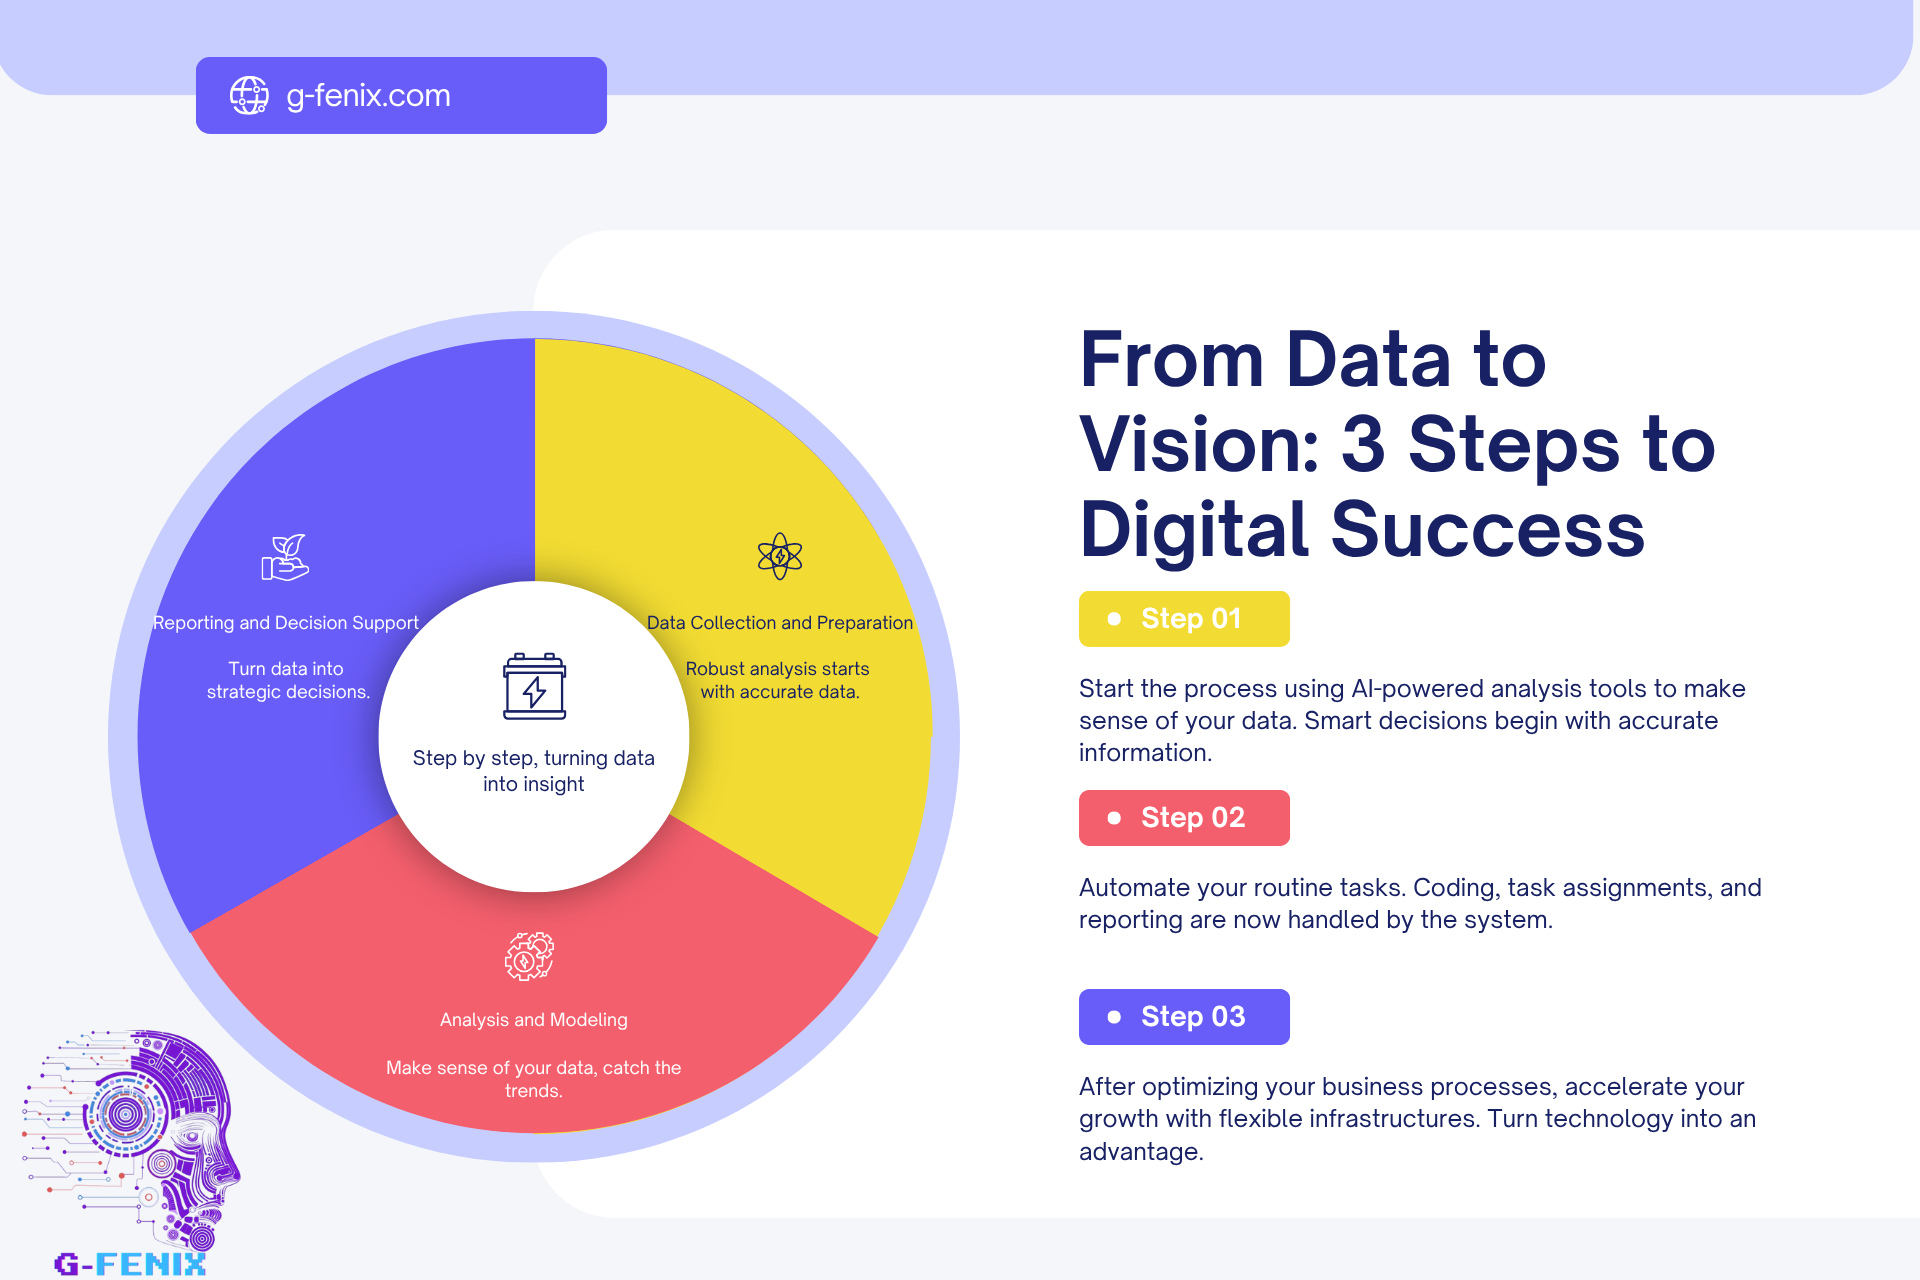 g-fenix.com
From Data to
Vision: 3 Steps to
Digital Success
Step 01
Start the process using AI-powered analysis tools to make
sense of your data. Smart decisions begin with accurate
information.
Step 02
Automate your routine tasks. Coding, task assignments, and
reporting are now handled by the system.
Step 03
After optimizing your business processes, accelerate your
growth with flexible infrastructures. Turn technology into an
advantage.
Reporting and Decision Support
Turn data into
strategic decisions.
Data Collection and Preparation
Robust analysis starts
with accurate data.
Step by step, turning data
into insight
Analysis and Modeling
Make sense of your data, catch the
trends.
G-FENIX